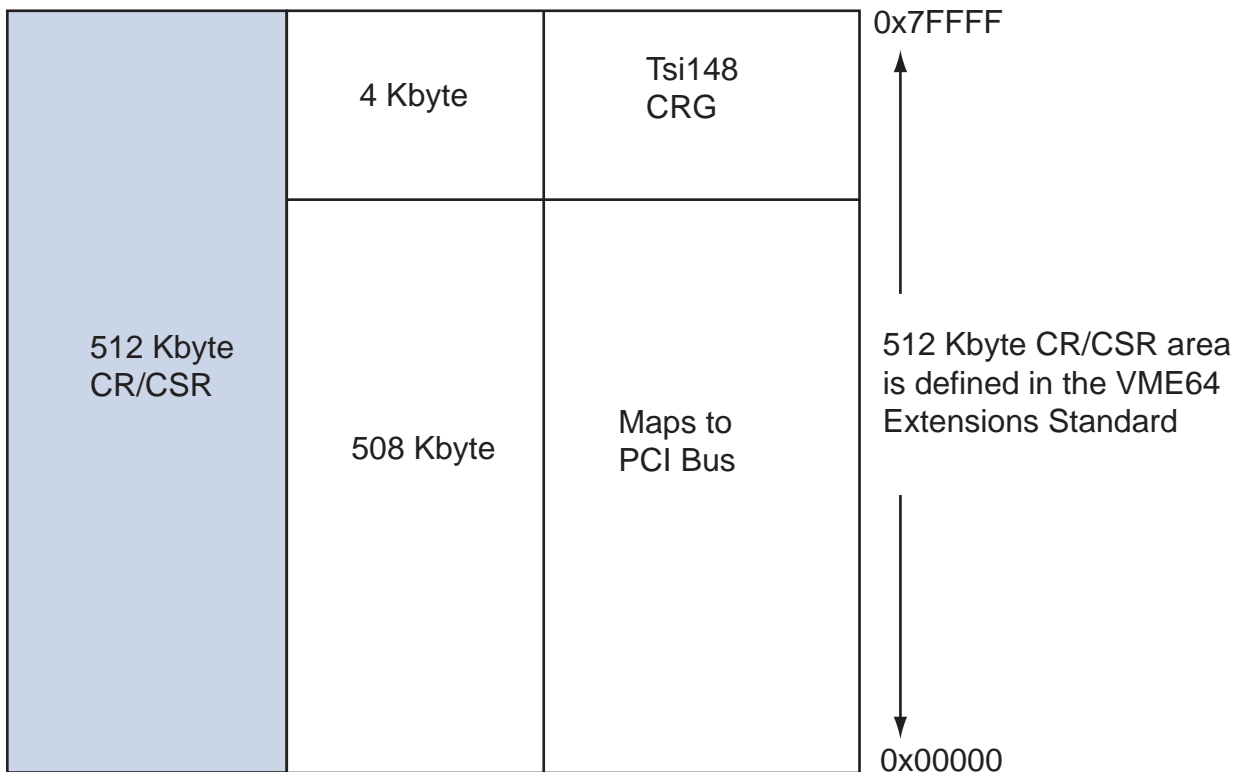 0x7FFFF
4 Kbyte
Tsi148
CRG
512 Kbyte
CR/CSR
508 Kbyte
Maps to
PCI Bus
512 Kbyte CR/CSR area
is defined in the VME64
Extensions Standard
0x00000